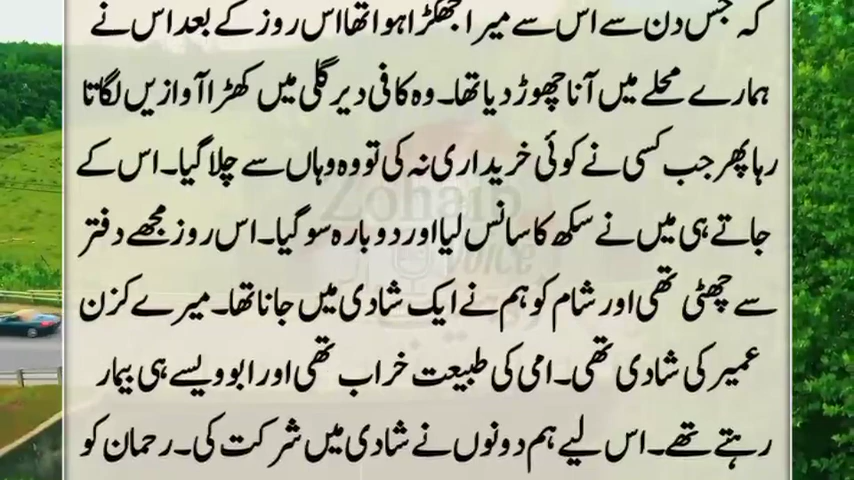 کہ جس دن سے اس سے میرا جھگڑا ہوا تھا اس روز کے بعد اس نے
ہمارے محلے میں آنا چھوڑ دیا تھا۔ وہ کافی دیر گلی میں کھڑا آوازیں لگاتا
رہا پھر جب کسی نے کوئی خریداری نہ کی تو وہ وہاں سے چلا گیا۔ اس کے
جاتے ہی میں نے سکھ کا سانس لیا اور دوبارہ سو گیا۔ اس روز مجھے دفتر
سے چھٹی تھی اور شام کو ہم نے ایک شادی میں جانا تھا۔ میرے کزن
عمیر کی شادی تھی۔ امی کی طبیعت خراب تھی اور ابو ویسے ہی بیمار
رہتے تھے۔ اس لیے ہم دونوں نے شادی میں شرکت کی۔ رحمان کو
Zohaib
Voice